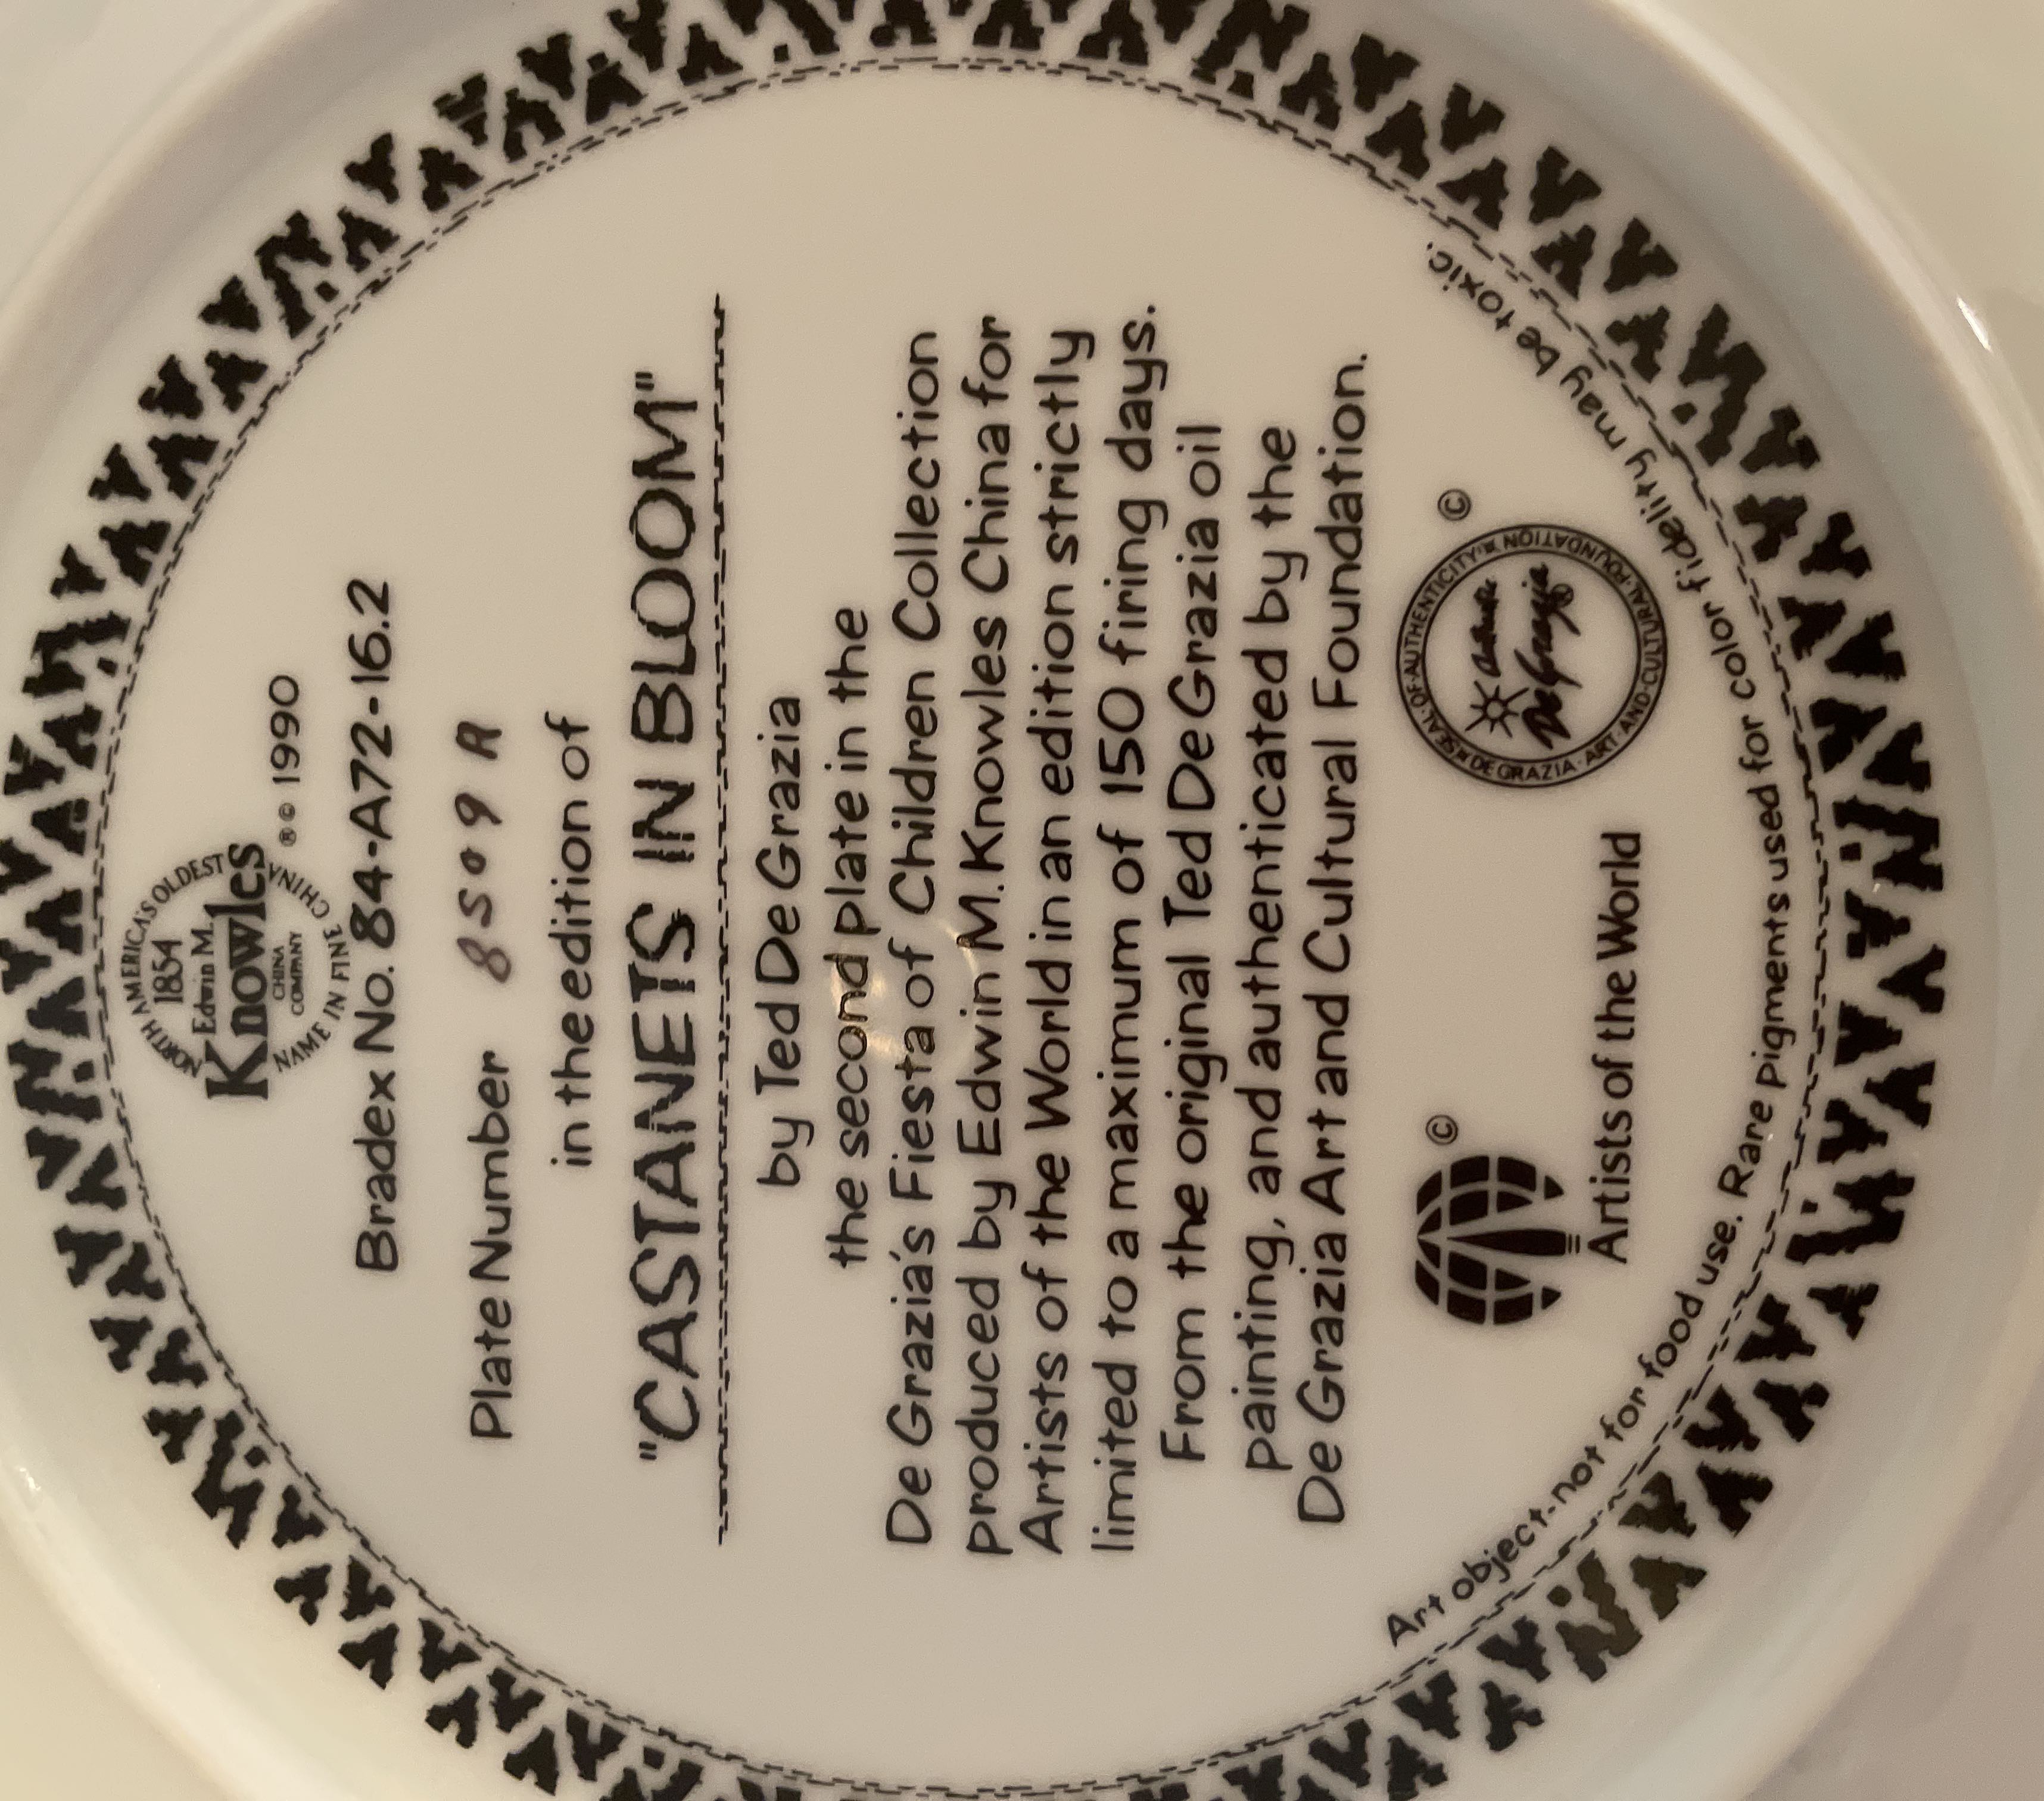 NORTH AMERICA'S OLDEST
1854
Edwin M.
Knowles
CHINA
COMPANY
NAME IN FINE CHINA
®© 1990
Bradex No. 84-A72-16.2
Plate Number 8509 A
in the edition of
"CASTANETS IN BLOOM"
by Ted De Grazia
the second plate in the
De Grazia's Fiesta of Children Collection
produced by Edwin M. Knowles China for
Artists of the World in an edition strictly
limited to a maximum of 150 firing days.
From the original Ted De Grazia oil
painting, and authenticated by the
De Grazia Art and Cultural Foundation.
©
Artists of the World
©
SEAL·OF·AUTHENTICITY
DE GRAZIA·ART·AND·CULTURAL·FOUNDATION
Authentic
De Grazia ®
Art object-not for food use. Rare pigments used for color fidelity may be toxic.